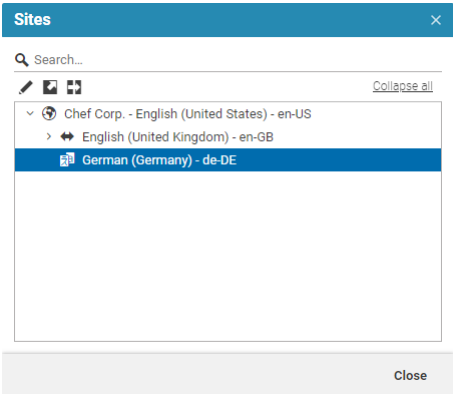 Sites
Search...
Collapse all
Chef Corp. - English (United States) - en-US
English (United Kingdom) - en-GB
German (Germany) - de-DE
Close